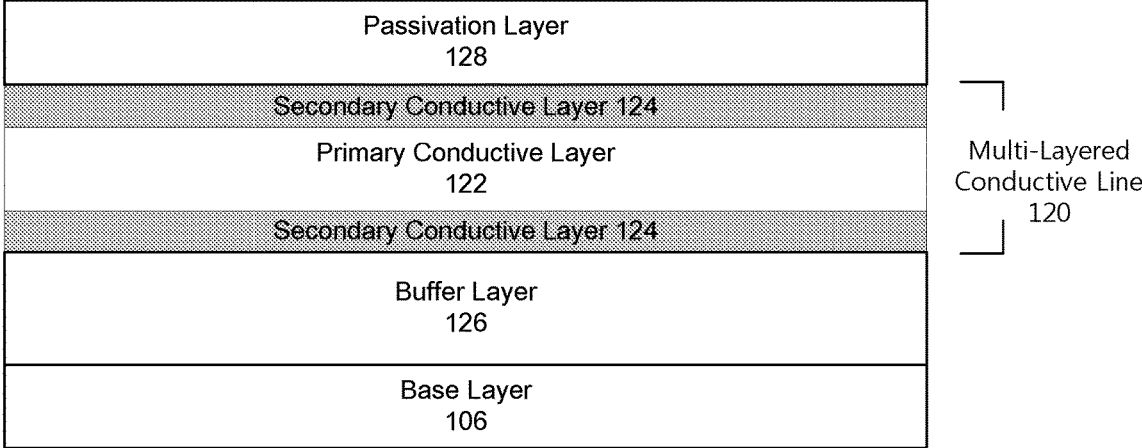 Passivation Layer
128
Secondary Conductive Layer 124
Primary Conductive Layer
122
Secondary Conductive Layer 124
Multi-Layered
Conductive Line
120
Buffer Layer
126
Base Layer
106